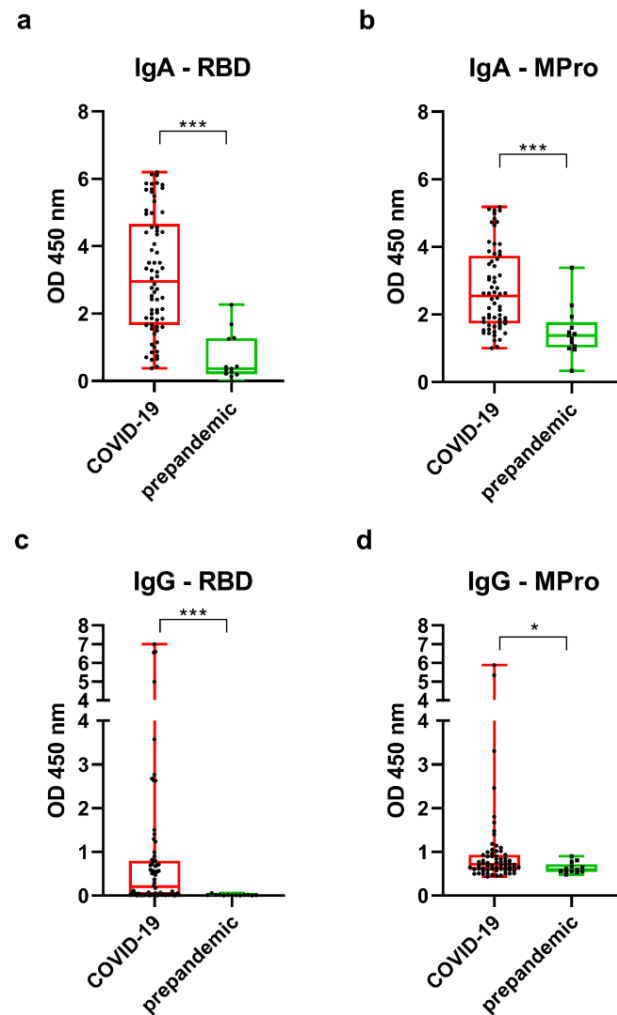 a
IgA - RBD
***
8
6
4
2
0
OD 450 nm
COVID-19
prepandemic
b
IgA - MPro
***
8
6
4
2
0
OD 450 nm
COVID-19
prepandemic
c
IgG - RBD
***
8
7
6
5
4
4
3
2
1
0
OD 450 nm
COVID-19
prepandemic
d
IgG - MPro
*
8
7
6
5
4
4
3
2
1
0
OD 450 nm
COVID-19
prepandemic